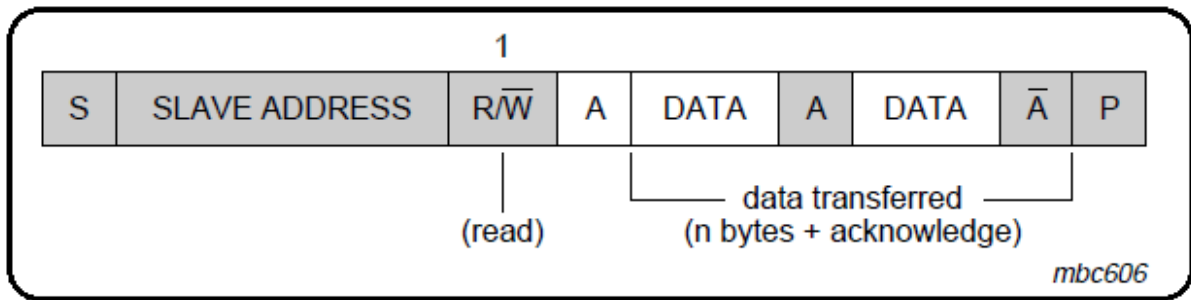 1
S SLAVE ADDRESS R/W̅ A DATA A DATA A̅ P
data transferred
(read) (n bytes + acknowledge)
mbc606